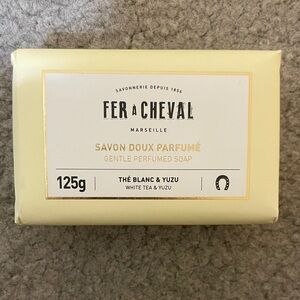 SAVONNERIE DEPUIS 1856
FER À CHEVAL
MARSEILLE
SAVON DOUX PARFUMÉ
GENTLE PERFUMED SOAP
125g
THÉ BLANC & YUZU
WHITE TEA & YUZU